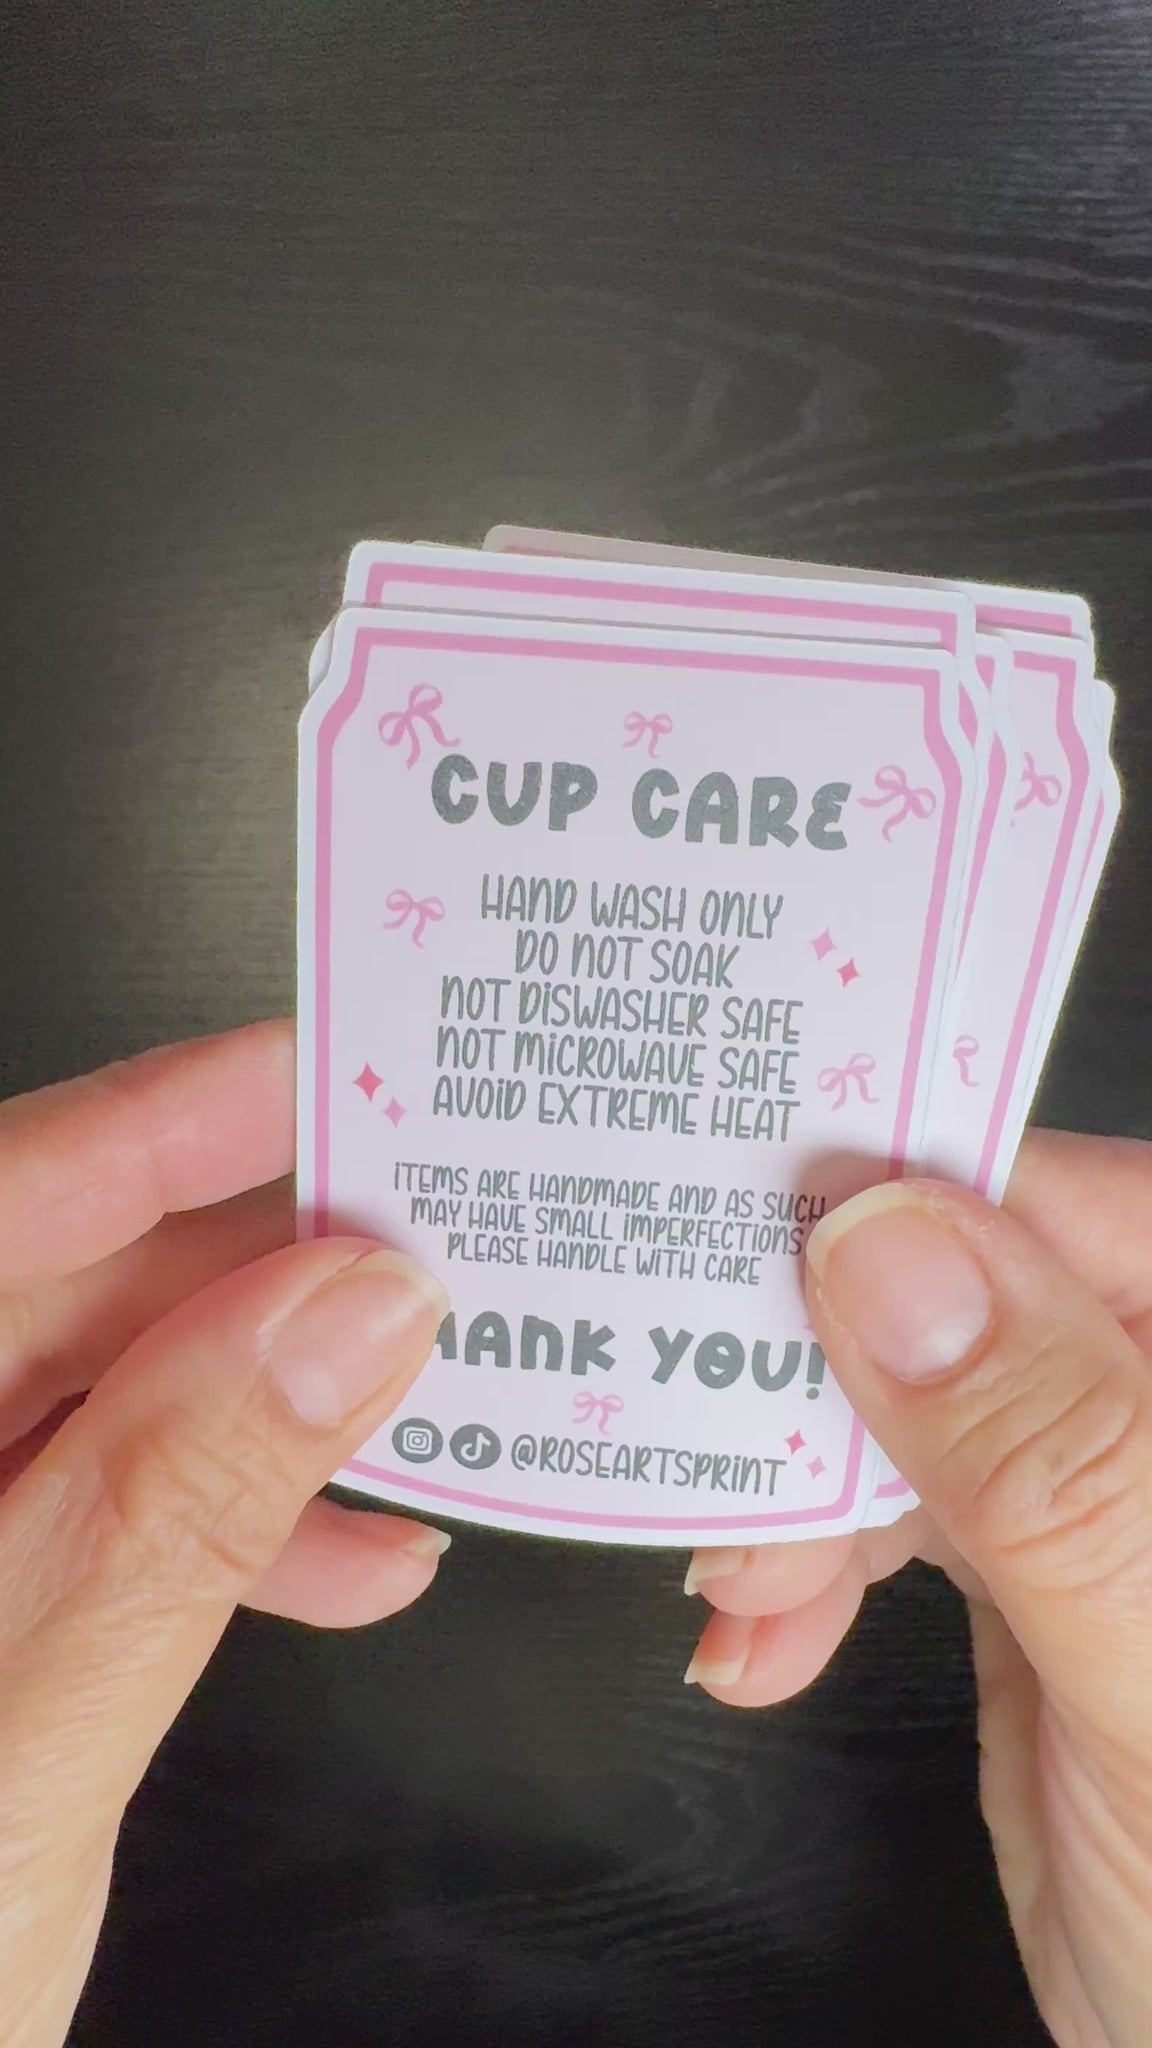 CUP CARE
HAND WASH ONLY
DO NOT SOAK
NOT DISWASHER SAFE
NOT MICROWAVE SAFE
AVOID EXTREME HEAT
ITEMS ARE HANDMADE AND AS SUCH
MAY HAVE SMALL IMPERFECTIONS
PLEASE HANDLE WITH CARE
YOU!
@ROSEARTSPRINT